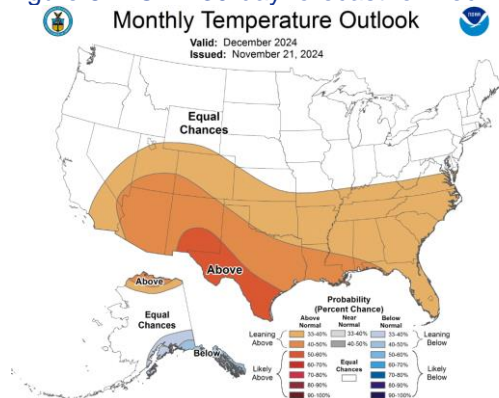 Monthly Temperature Outlook
Valid: December 2024
Issued: November 21, 2024
Equal
Chances
Above
Above
Equal
Chances
Below
Probability
(Percent Chance)
Above
Normal
Near
Normal
Below
Normal
Leaning
Above
33-40%
33-40%
33-40%
Leaning
Below
40-50%
40-50%
40-50%
Likely
Above
50-60%
50-60%
Likely
Below
60-70%
60-70%
70-80%
70-80%
80-90%
80-90%
90-100%
90-100%
Equal
Chances